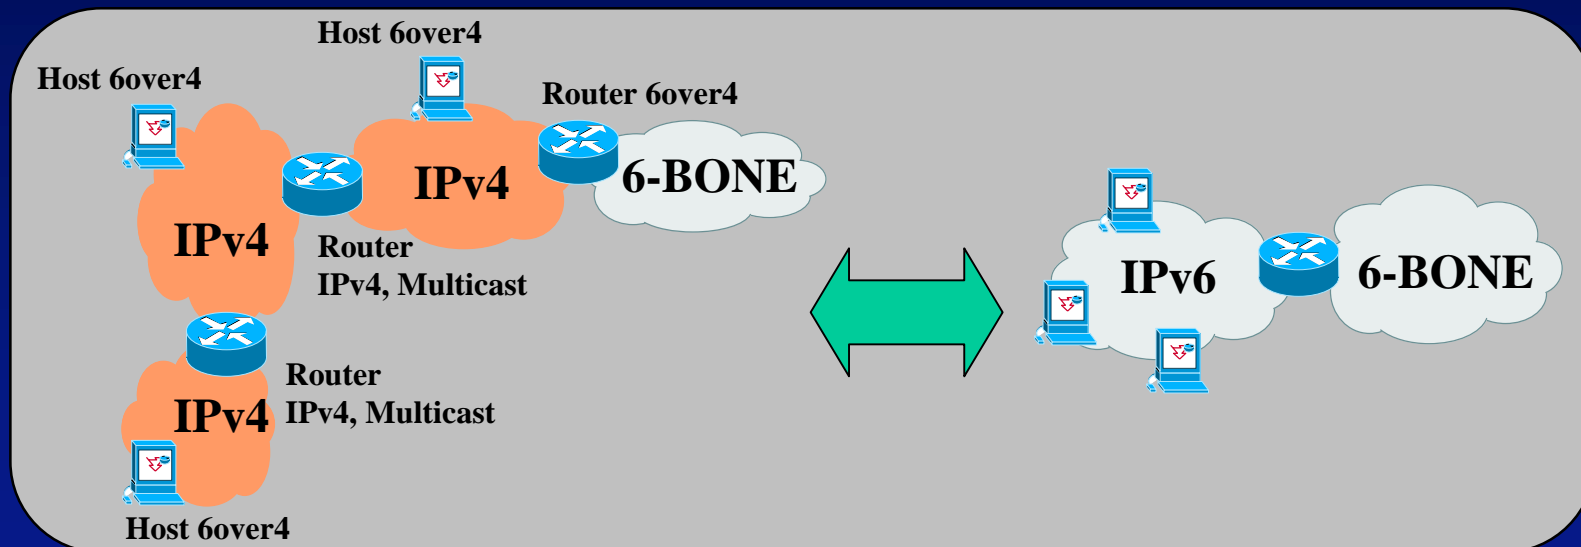 Host 6over4
Host 6over4
Router 6over4
IPv4
6-BONE
IPv4
Router
IPv4, Multicast
IPv6
6-BONE
Router
IPv4, Multicast
IPv4
Host 6over4